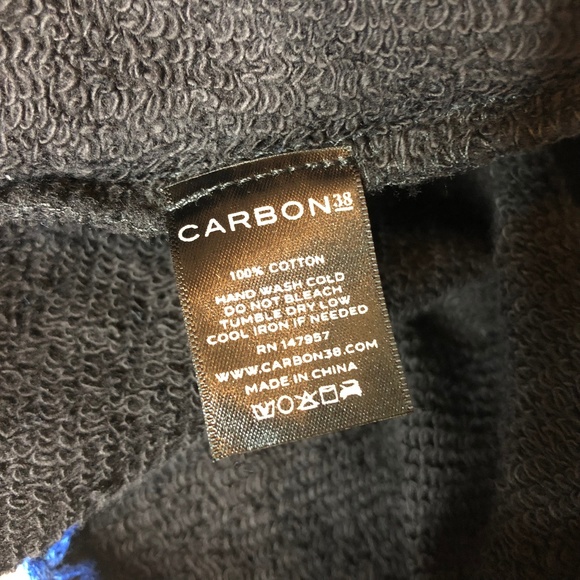 CARBON38
100% COTTON
HAND WASH COLD
DO NOT BLEACH
TUMBLE DRY LOW
COOL IRON IF NEEDED
RN 147957
WWW.CARBON38.COM
MADE IN CHINA